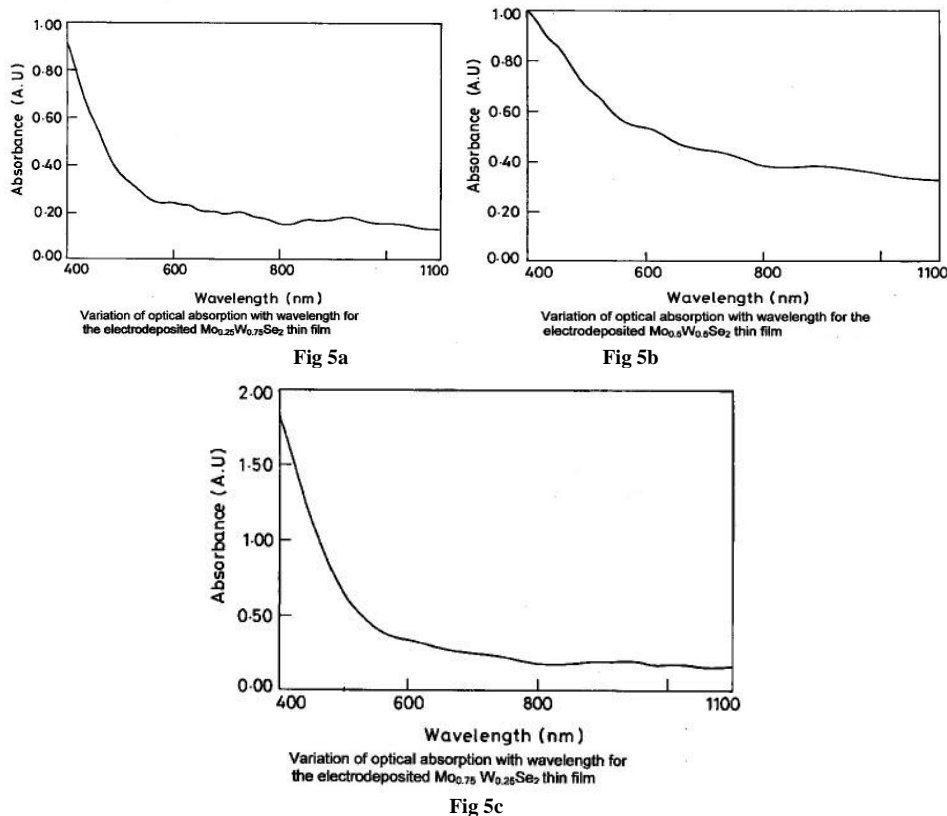 1·00
0·80
0·60
0·40
0·20
0·00
Absorbance (A.U)
400 600 800 1100
Wavelength (nm)
Variation of optical absorption with wavelength for
the electrodeposited Mo₀.₂₅W₀.₇₅Se₂ thin film
Fig 5a
1·00
0·80
0·60
0·40
0·20
0·00
Absorbance (A.U)
400 600 800 1100
Wavelength (nm)
Variation of optical absorption with wavelength for the
electrodeposited Mo₀.₅W₀.₅Se₂ thin film
Fig 5b
2·00
1·50
1·00
0·50
0·00
Absorbance (A.U)
400 600 800 1100
Wavelength (nm)
Variation of optical absorption with wavelength for
the electrodeposited Mo₀.₇₅ W₀.₂₅Se₂ thin film
Fig 5c